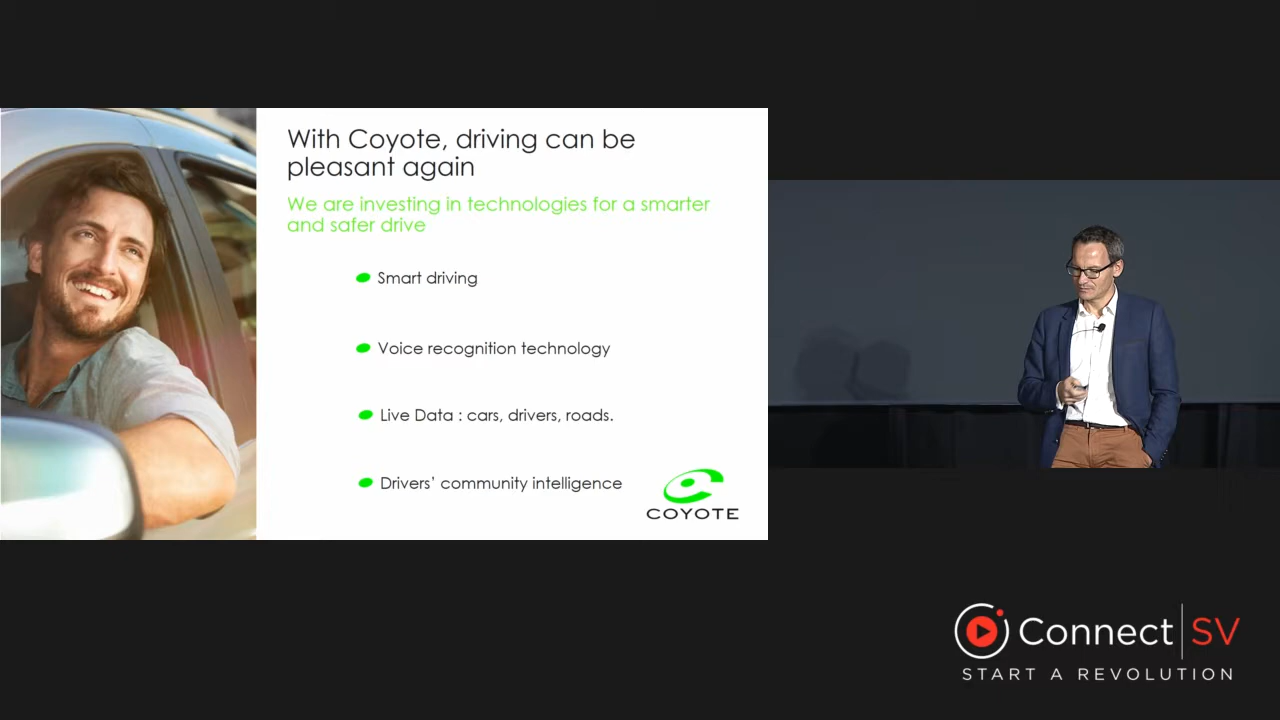 With Coyote, driving can be
pleasant again
We are investing in technologies for a smarter
and safer drive
Smart driving
Voice recognition technology
Live Data : cars, drivers, roads.
Drivers’ community intelligence
COYOTE
Connect SV
START A REVOLUTION